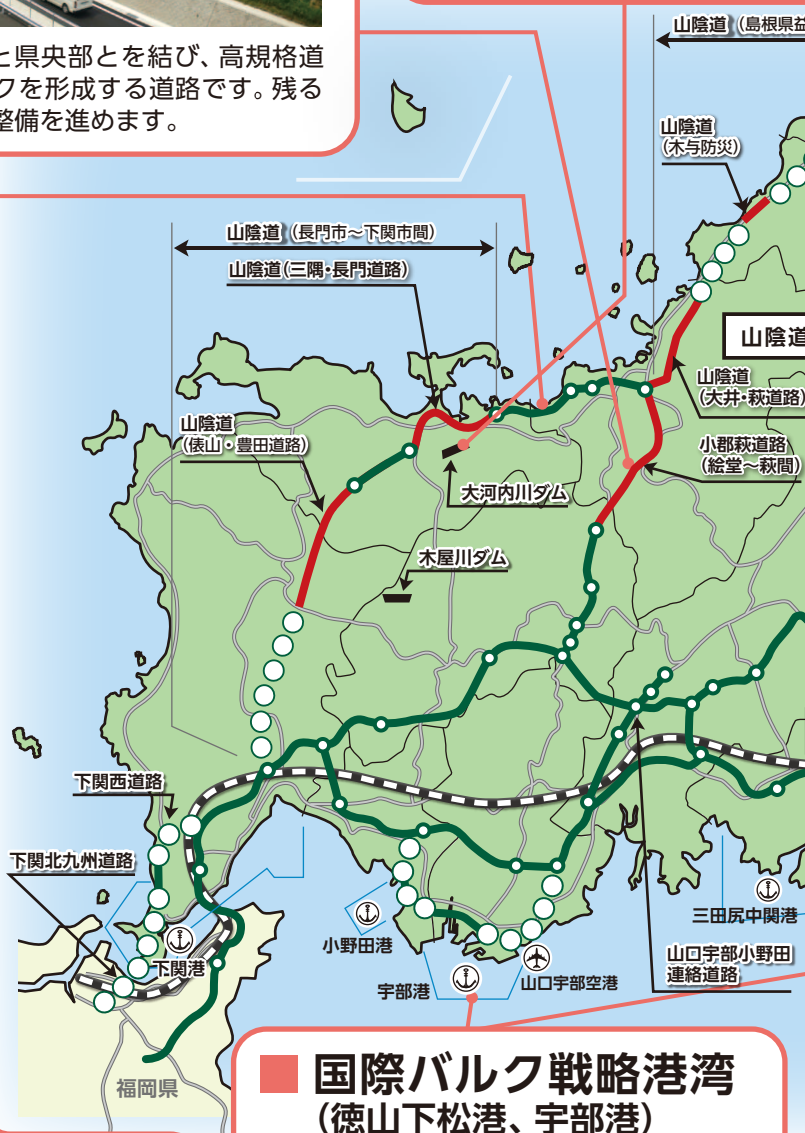 と県央部とを結び、高規格道
クを形成する道路です。残る
整備を進めます。
山陰道（島根県益
山陰道
（木与防災）
山陰道（長門市〜下関市間）
山陰道（三隅・長門道路）
山陰道
山陰道
（大井・萩道路）
山陰道
（俵山・豊田道路）
小郡萩道路
（絵堂〜萩間）
大河内川ダム
木屋川ダム
下関西道路
下関北九州道路
下関港
小野田港
宇部港
山口宇部空港
三田尻中関港
山口宇部小野田
連絡道路
福岡県
国際バルク戦略港湾
（徳山下松港、宇部港）